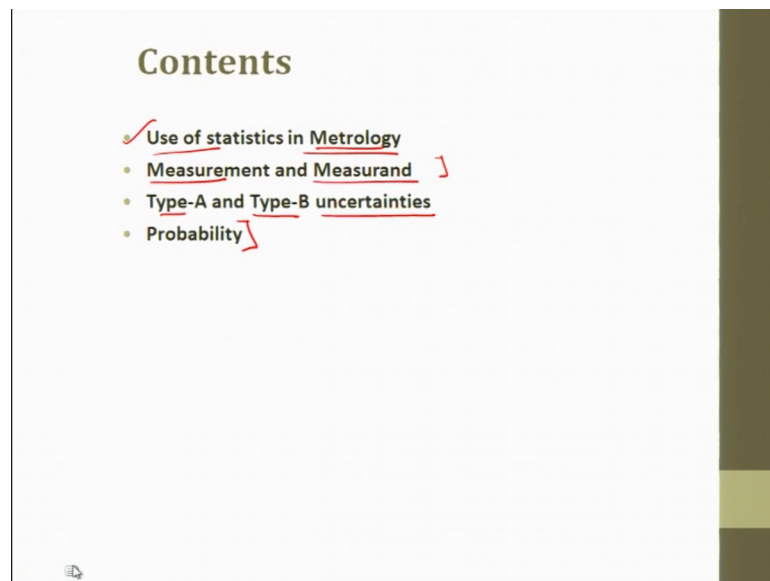 Contents
• Use of statistics in Metrology
• Measurement and Measurand
• Type-A and Type-B uncertainties
• Probability